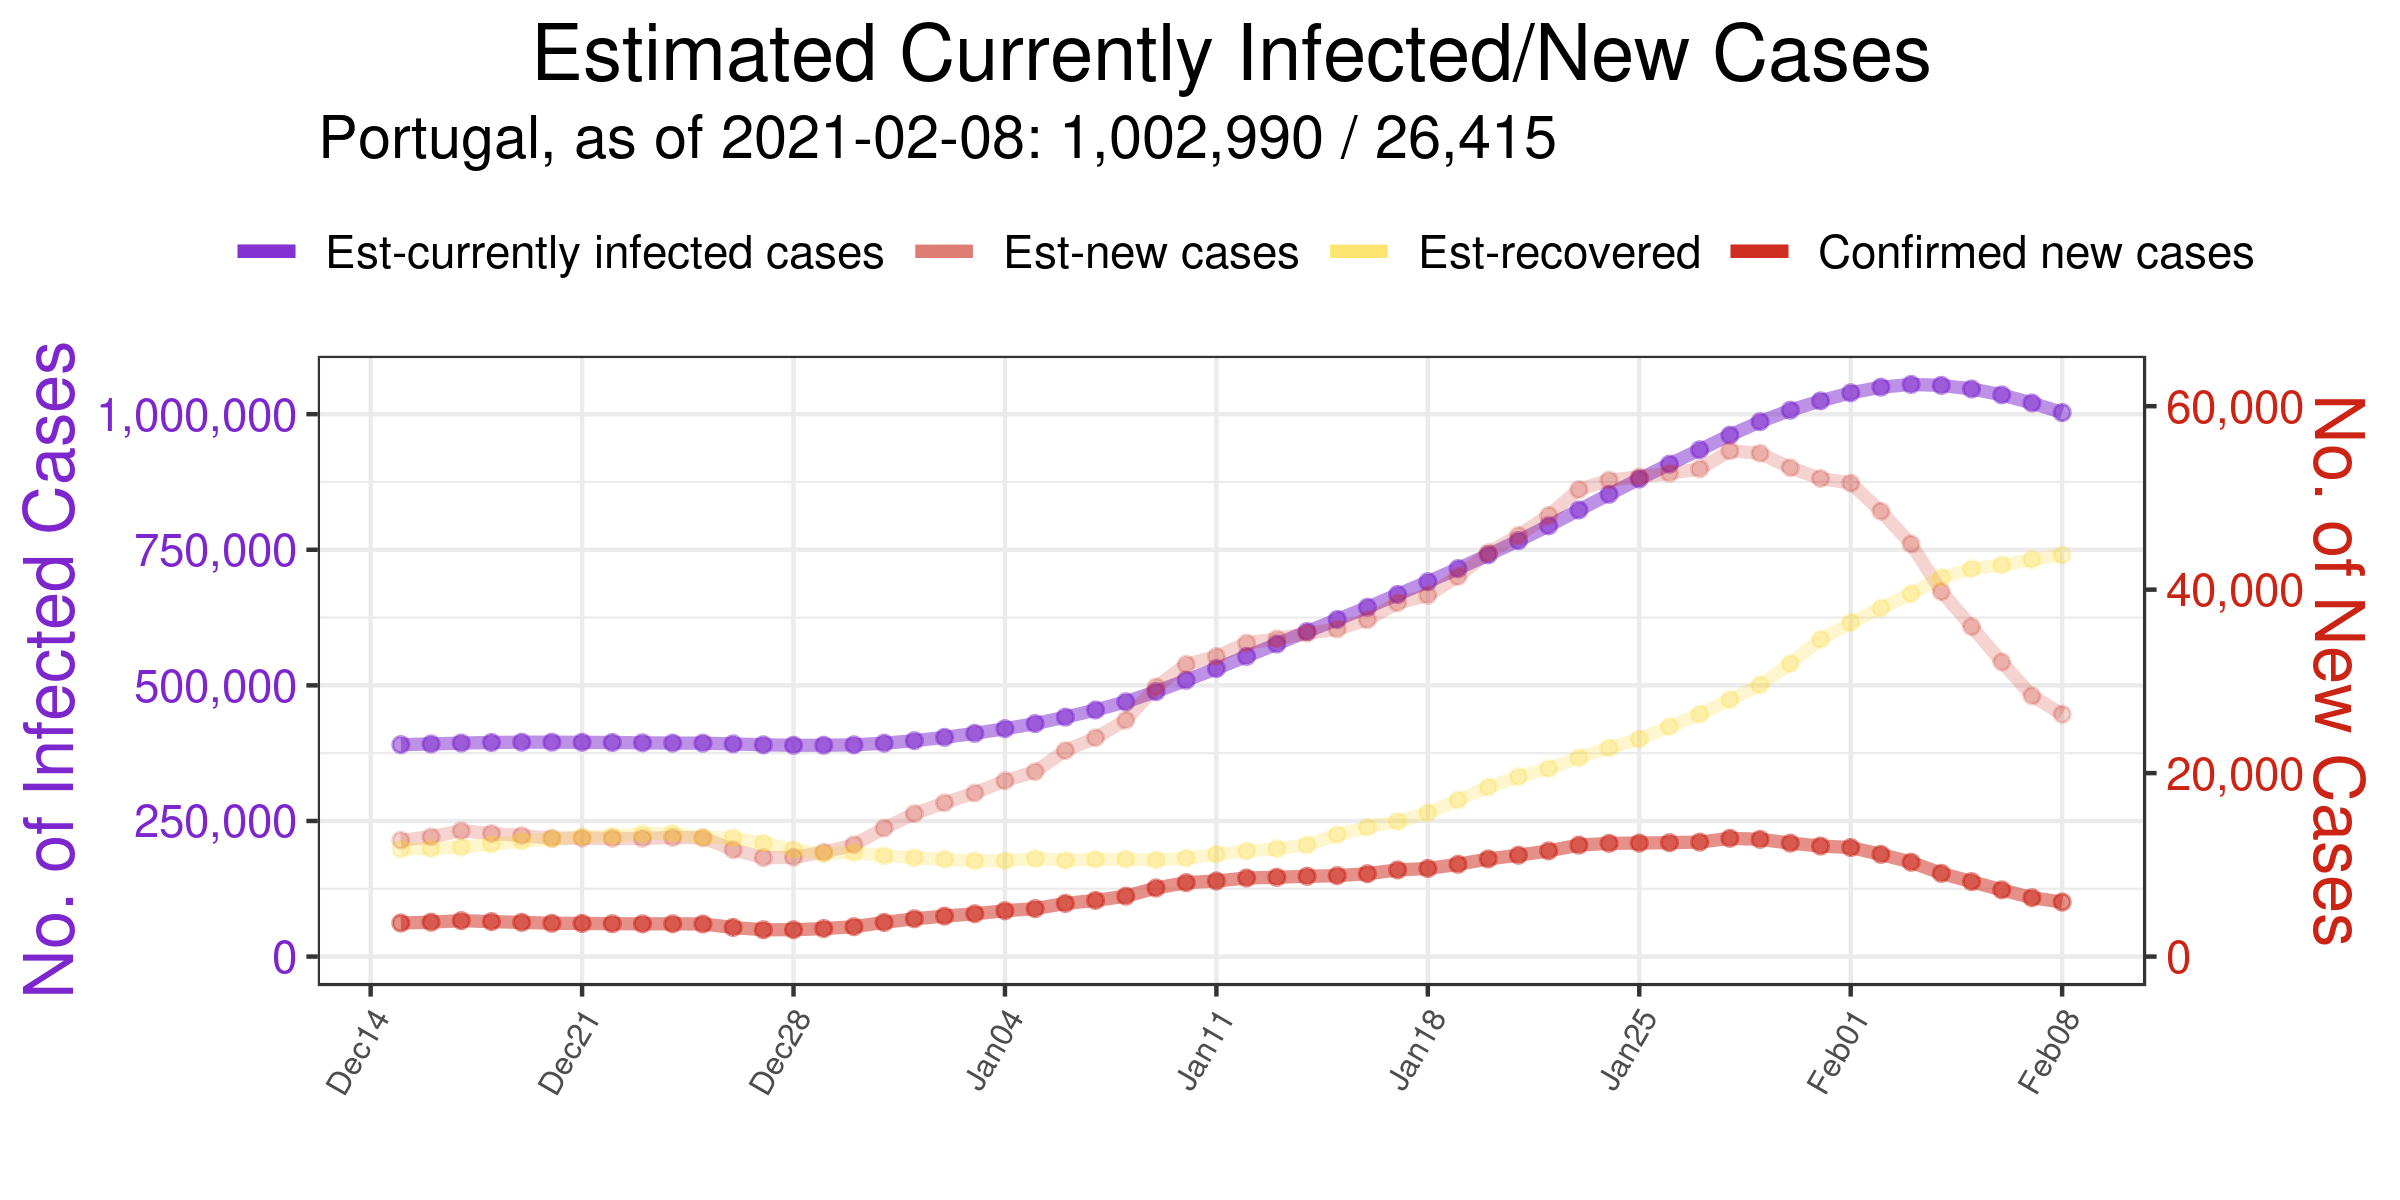 Estimated Currently Infected/New Cases
Portugal, as of 2021-02-08: 1,002,990 / 26,415
Est-currently infected cases Est-new cases Est-recovered Confirmed new cases
No. of Infected Cases
1,000,000
750,000
500,000
250,000
0
60,000
40,000
20,000
0
No. of New Cases
Dec14 Dec21 Dec28 Jan04 Jan11 Jan18 Jan25 Feb01 Feb08